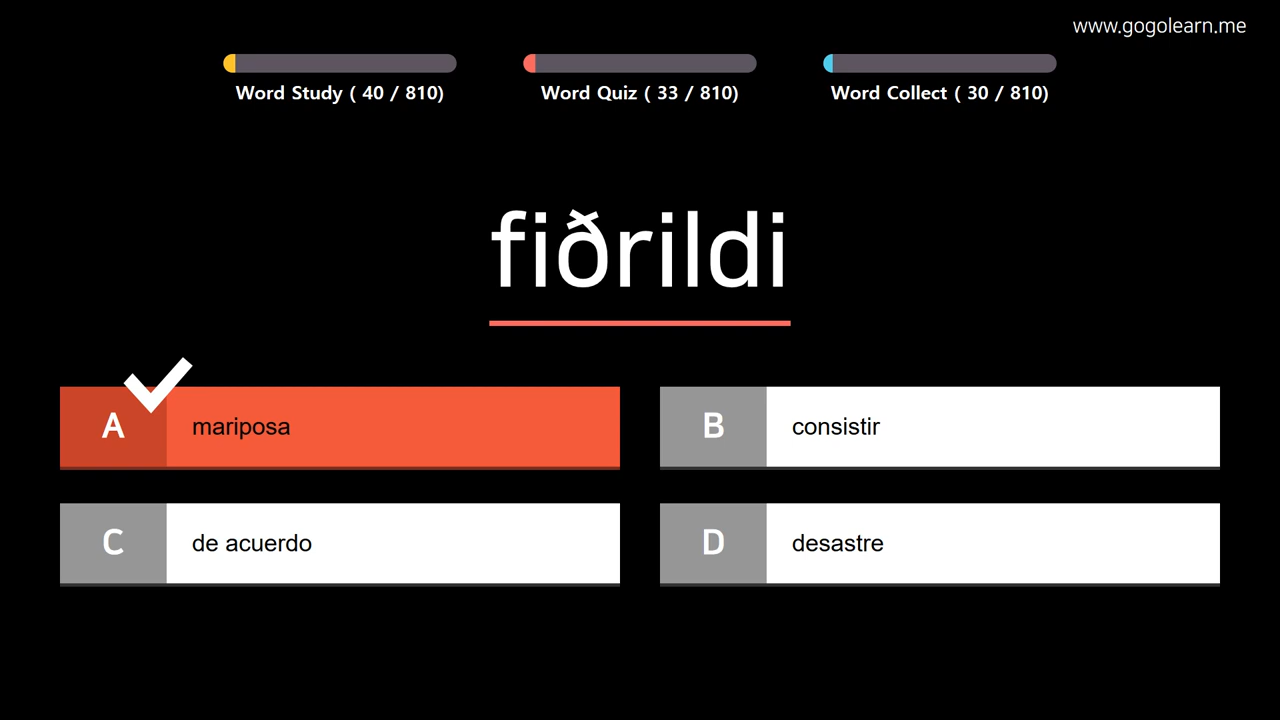 www.gogolearn.me
Word Study ( 40 / 810)
Word Quiz ( 33 / 810)
Word Collect ( 30 / 810)
fiðrildi
A mariposa
B consistir
C de acuerdo
D desastre